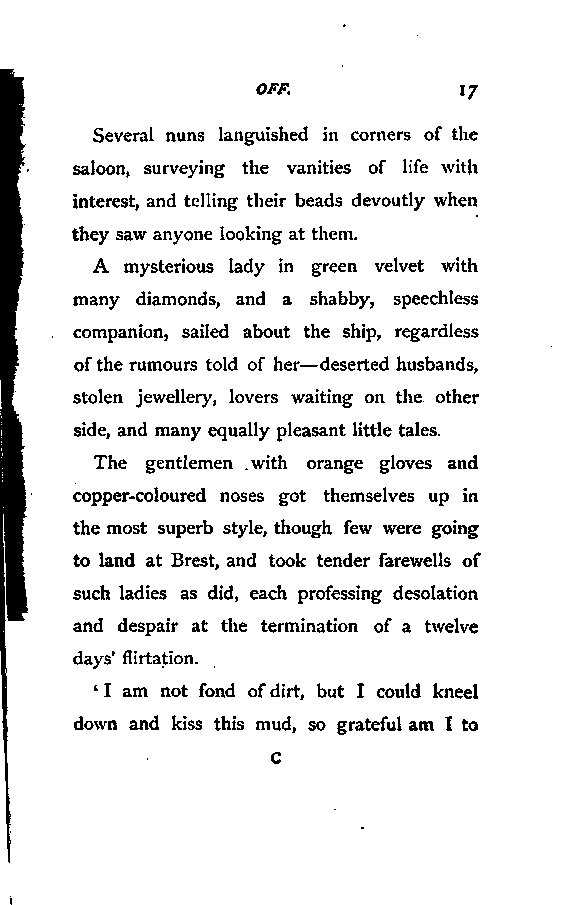 OFF. 17
Several nuns languished in corners of the
saloon, surveying the vanities of life with
interest, and telling their beads devoutly when
they saw anyone looking at them.
A mysterious lady in green velvet with
many diamonds, and a shabby, speechless
companion, sailed about the ship, regardless
of the rumours told of her—deserted husbands,
stolen jewellery, lovers waiting on the other
side, and many equally pleasant little tales.
The gentlemen with orange gloves and
copper-coloured noses got themselves up in
the most superb style, though few were going
to land at Brest, and took tender farewells of
such ladies as did, each professing desolation
and despair at the termination of a twelve
days' flirtation.
'I am not fond of dirt, but I could kneel
down and kiss this mud, so grateful am I to
C